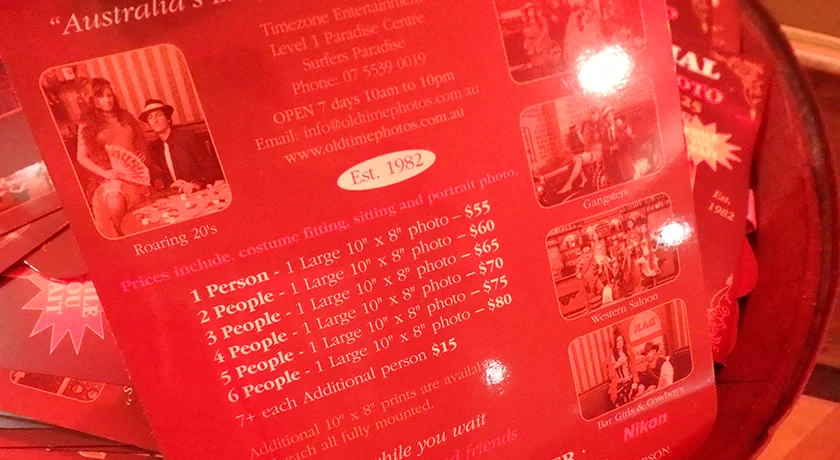 "Australia's
Timezone Entertainment
Level 1 Paradise Centre
Surfers Paradise
Phone: 07 5539 0019
OPEN 7 days 10am to 10pm
Email: info@oldtimephotos.com.au
www.oldtimephotos.com.au
Est. 1982
Roaring 20's
Prices include, costume fitting, sitting and portrait photo.
1 Person - 1 Large 10" x 8" photo – $55
2 People - 1 Large 10" x 8" photo – $60
3 People - 1 Large 10" x 8" photo – $65
4 People - 1 Large 10" x 8" photo – $70
5 People - 1 Large 10" x 8" photo – $75
6 People - 1 Large 10" x 8" photo – $80
7+ each Additional person $15
Additional 10" x 8" prints are available
each all fully mounted.
while you wait
friends
Gangsters
Western Saloon
Bar Girls & Cowboys
Nikon
Est.
1982
YOU